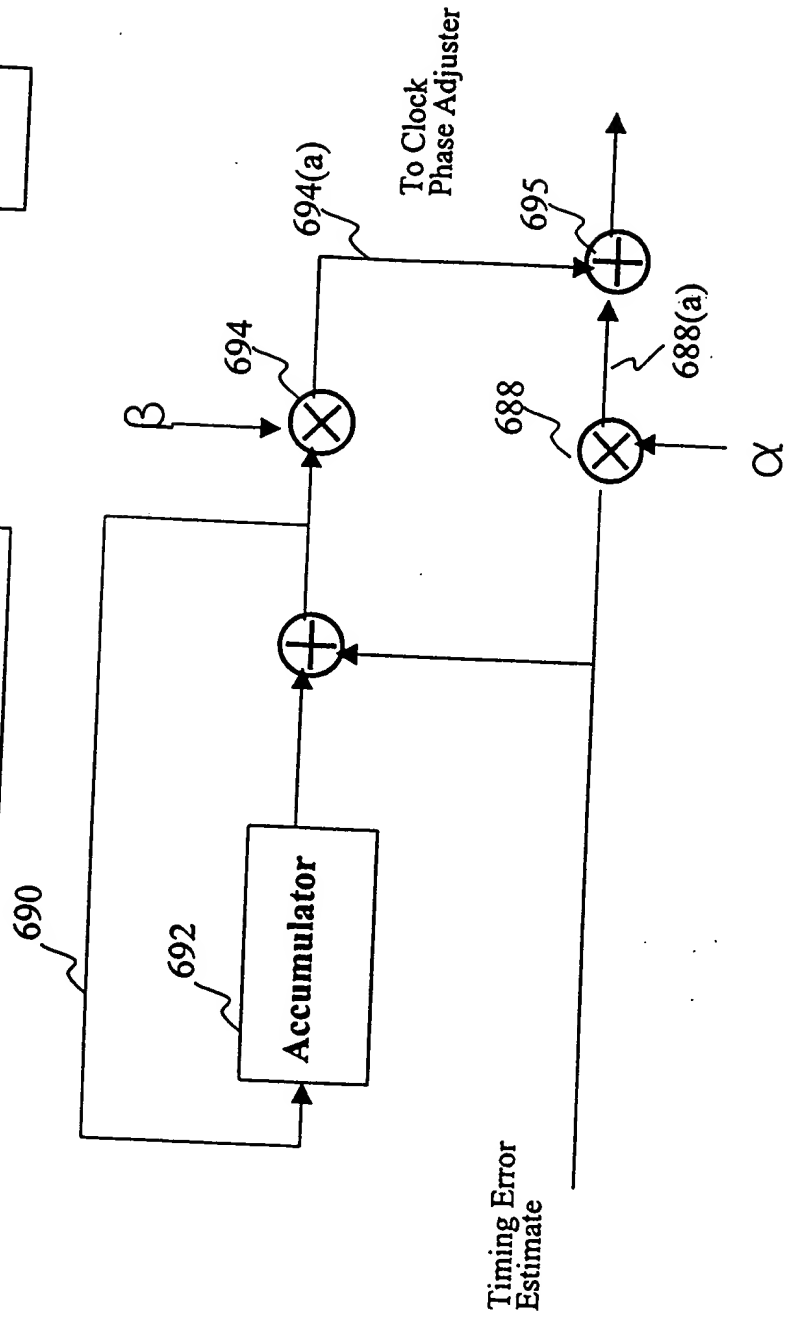 690
692
Accumulator
β
694
694(a)
To Clock
Phase Adjuster
695
688
688(a)
α
Timing Error
Estimate